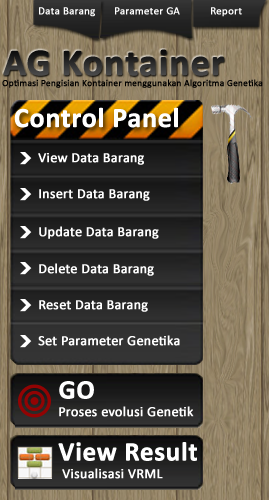 Data Barang Parameter GA Report
AG Kontainer
Optimasi Pengisian Kontainer menggunakan Algoritma Genetika
Control Panel
View Data Barang
Insert Data Barang
Update Data Barang
Delete Data Barang
Reset Data Barang
Set Parameter Genetika
GO
Proses evolusi Genetik
View Result
Visualisasi VRML